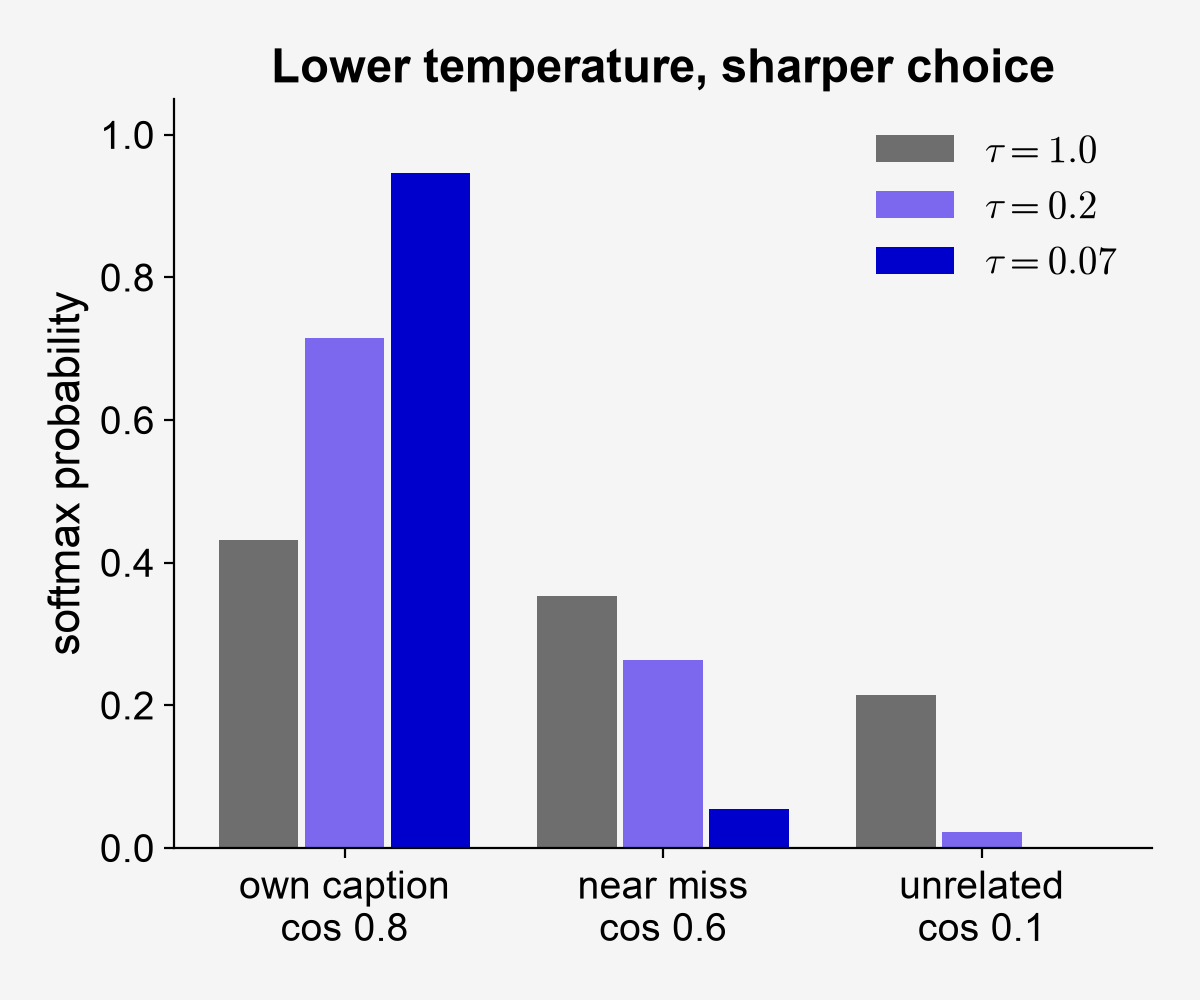 Lower temperature, sharper choice
softmax probability
1.0
0.8
0.6
0.4
0.2
0.0
τ = 1.0
τ = 0.2
τ = 0.07
own caption
cos 0.8
near miss
cos 0.6
unrelated
cos 0.1